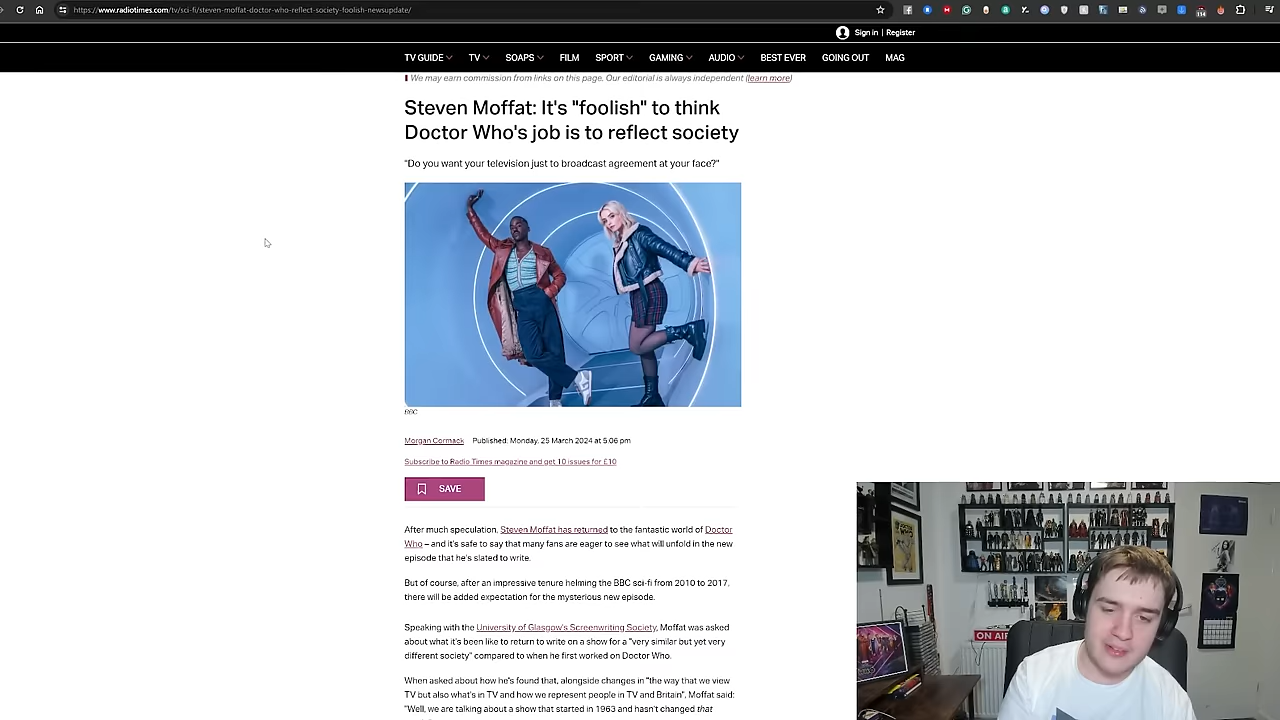 https://www.radiotimes.com/tv/sci-fi/steven-moffat-doctor-who-reflect-society-foolish-newsupdate/
Sign in | Register
TV GUIDE TV SOAPS FILM SPORT GAMING AUDIO BEST EVER GOING OUT MAG
We may earn commission from links on this page. Our editorial is always independent (learn more)
Steven Moffat: It's "foolish" to think
Doctor Who's job is to reflect society
"Do you want your television just to broadcast agreement at your face?"
BBC
Morgan Cormack Published: Monday, 25 March 2024 at 5:06 pm
Subscribe to Radio Times magazine and get 10 issues for £10
SAVE
After much speculation, Steven Moffat has returned to the fantastic world of Doctor
Who – and it's safe to say that many fans are eager to see what will unfold in the new
episode that he's slated to write.
But of course, after an impressive tenure helming the BBC sci-fi from 2010 to 2017,
there will be added expectation for the mysterious new episode.
Speaking with the University of Glasgow's Screenwriting Society, Moffat was asked
about what it's been like to return to write on a show for a "very similar but yet very
different society" compared to when he first worked on Doctor Who.
When asked about how he's found that, alongside changes in "the way that we view
TV but also what's in TV and how we represent people in TV and Britain", Moffat said:
"Well, we are talking about a show that started in 1963 and hasn't changed that
ON AIR